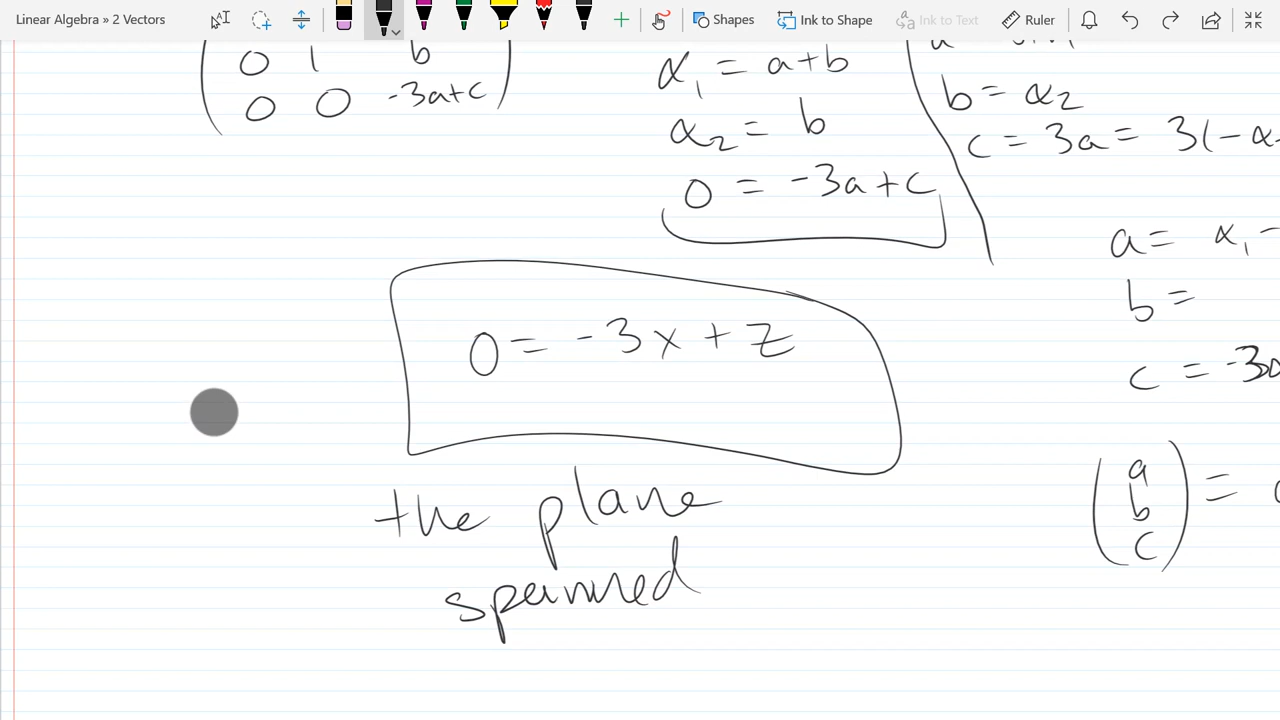 Linear Algebra » 2 Vectors
Shapes
Ink to Shape
Ink to Text
Ruler
0 1 b
0 0 -3a+c
α₁ = a+b
α₂ = b
0 = -3a+c
b = α₂
c = 3a = 3(-α
a = α₁ -
b =
c = -3
0 = -3x + z
the plane
spanned
(a
b
c) =